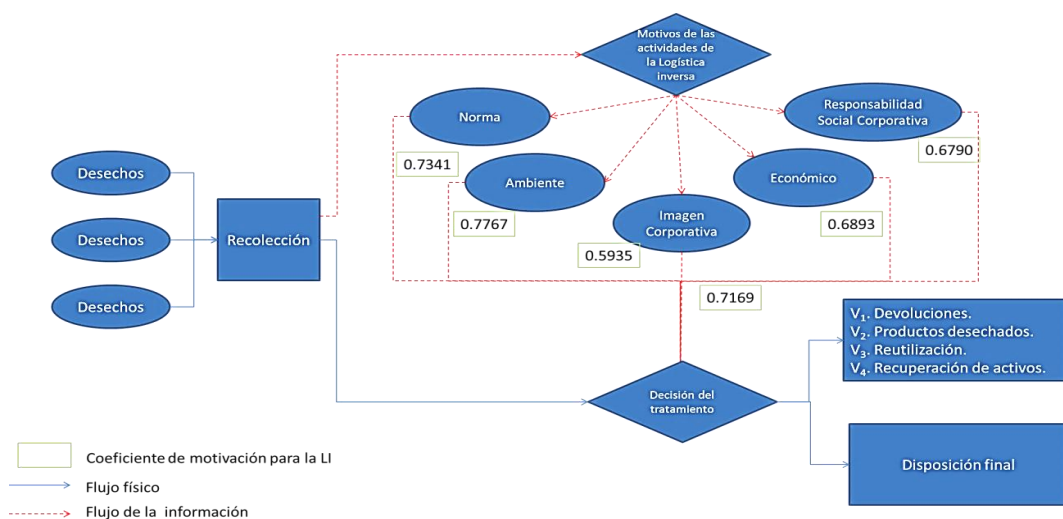 Motivos de las
actividades de
la Logística
inversa
Norma
Responsabilidad
Social Corporativa
0.7341
0.6790
Desechos
Ambiente
Económico
0.7767
Imagen
Corporativa
0.6893
Desechos
Recolección
0.5935
0.7169
Desechos
V₁. Devoluciones.
V₂. Productos desechados.
V₃. Reutilización.
V₄. Recuperación de activos.
Decisión del
tratamiento
Disposición final
Coeficiente de motivación para la LI
Flujo físico
Flujo de la información